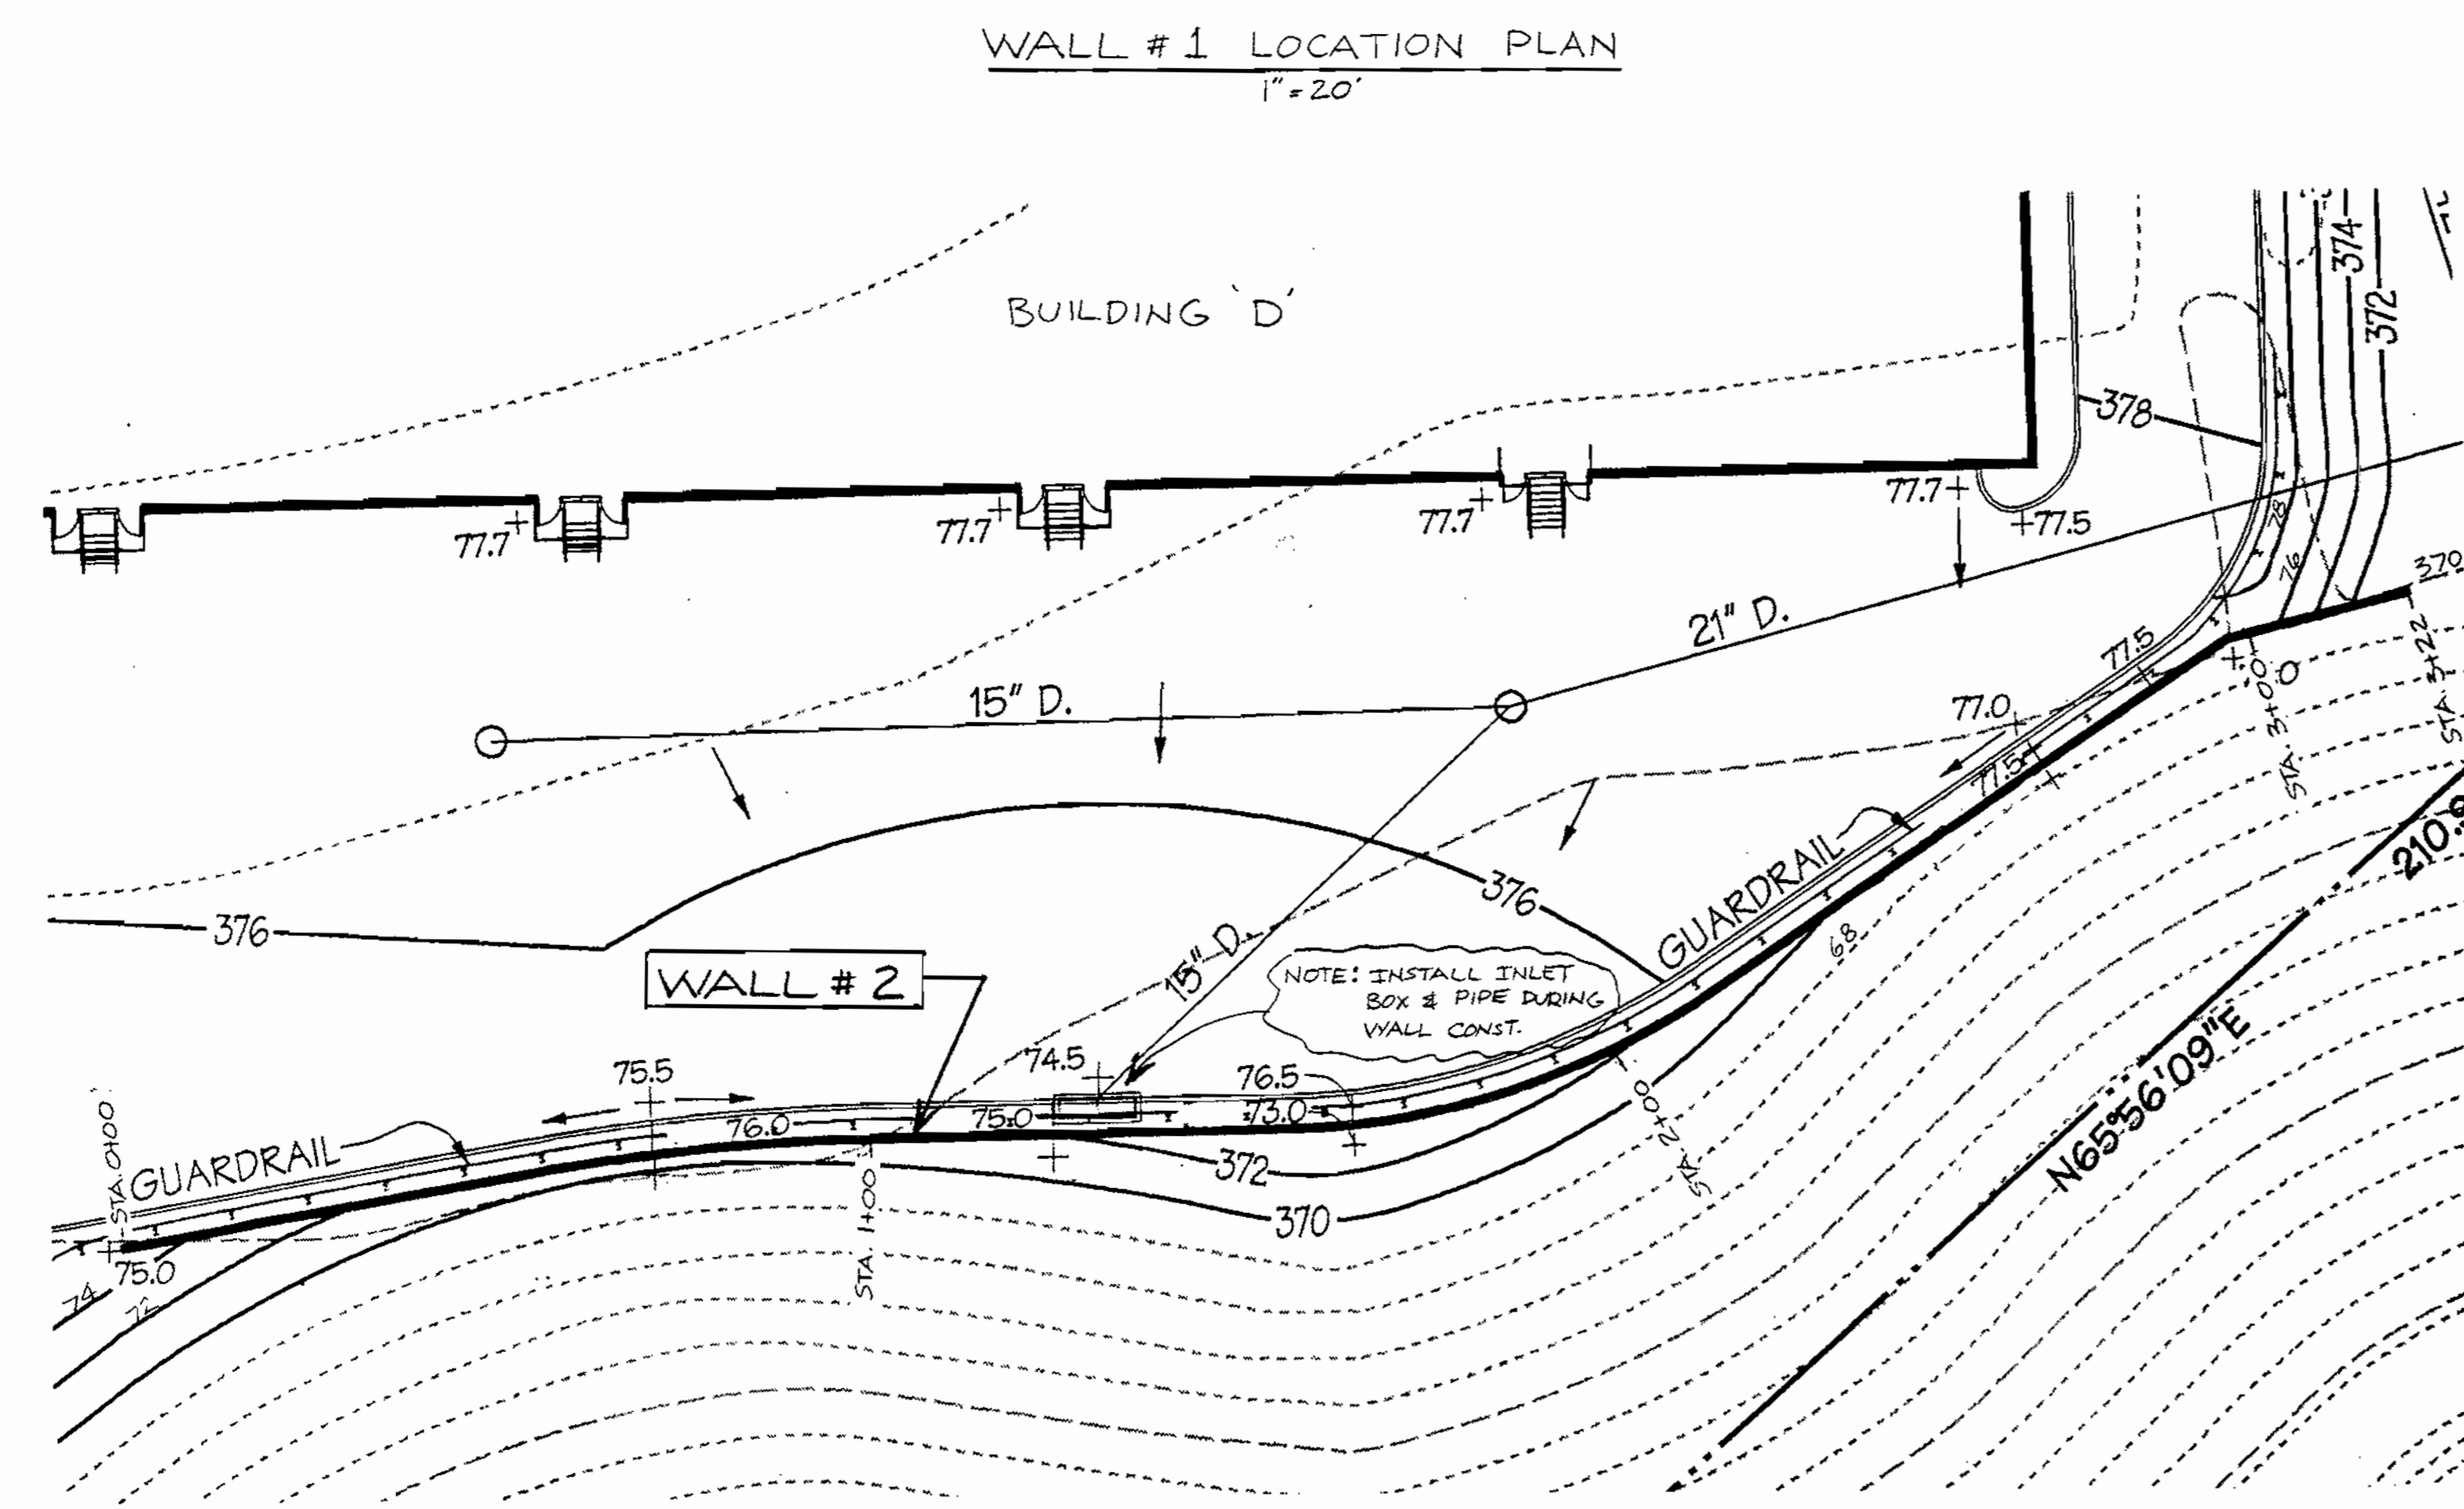 WALL # 1 LOCATION PLAN
1" = 20'
BUILDING 'D'
374
372
378
77.7
77.7
77.7
77.7
77.5
78
76
370
21" D.
15" D.
77.5
77.0
77.5
STA. 3+00
STA. 3+22
376
376
GUARDRAIL
68
210.8
N65°56'09"E
WALL # 2
15" D.
NOTE: INSTALL INLET
BOX & PIPE DURING
WALL CONST.
75.5
74.5
76.5
76.0
75.0
73.0
372
370
STA. 0+00
GUARDRAIL
75.0
74
72
STA. 1+00
STA. 2+00